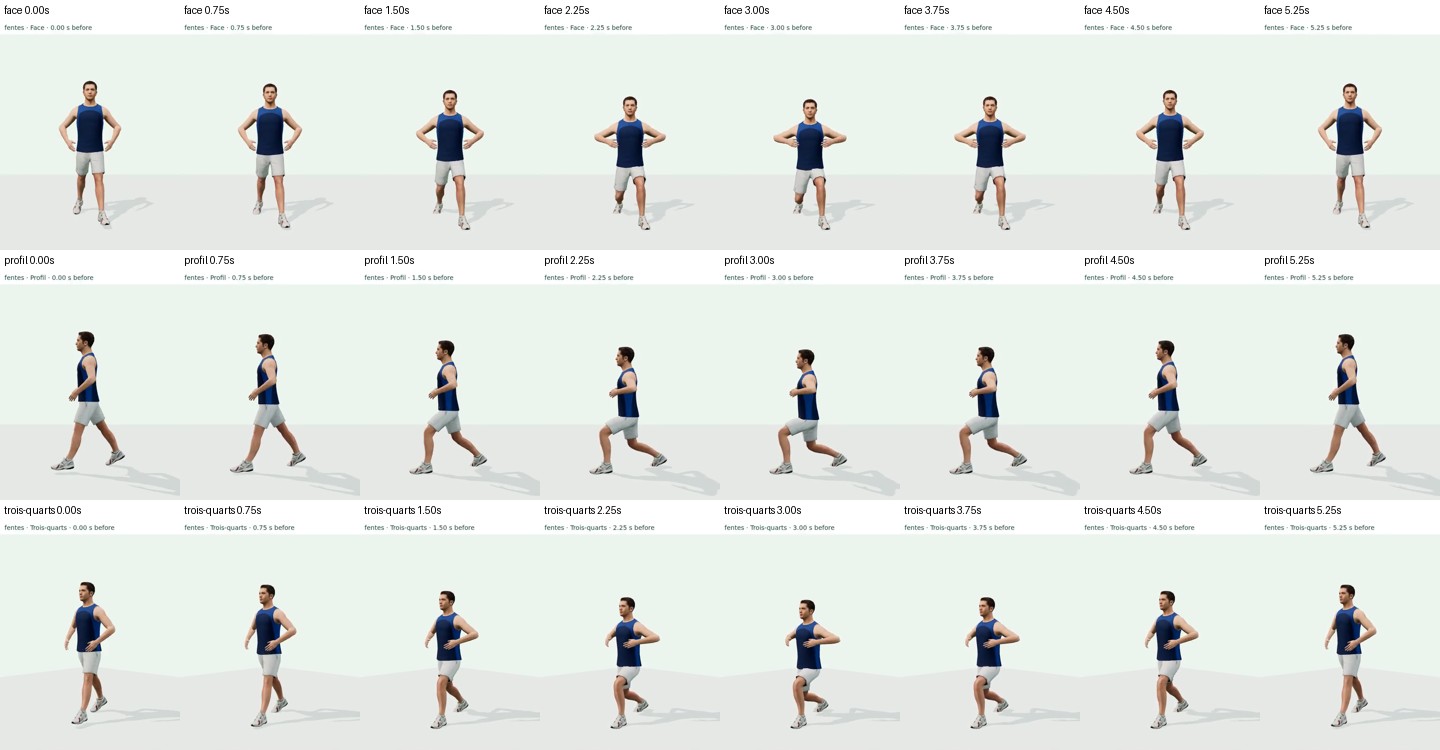 face 0.00s face 0.75s face 1.50s face 2.25s face 3.00s face 3.75s face 4.50s face 5.25s
fentes - Face - 0.00 s before fentes - Face - 0.75 s before fentes - Face - 1.50 s before fentes - Face - 2.25 s before fentes - Face - 3.00 s before fentes - Face - 3.75 s before fentes - Face - 4.50 s before fentes - Face - 5.25 s before
profil 0.00s profil 0.75s profil 1.50s profil 2.25s profil 3.00s profil 3.75s profil 4.50s profil 5.25s
fentes - Profil - 0.00 s before fentes - Profil - 0.75 s before fentes - Profil - 1.50 s before fentes - Profil - 2.25 s before fentes - Profil - 3.00 s before fentes - Profil - 3.75 s before fentes - Profil - 4.50 s before fentes - Profil - 5.25 s before
trois-quarts 0.00s trois-quarts 0.75s trois-quarts 1.50s trois-quarts 2.25s trois-quarts 3.00s trois-quarts 3.75s trois-quarts 4.50s trois-quarts 5.25s
fentes - Trois-quarts - 0.00 s before fentes - Trois-quarts - 0.75 s before fentes - Trois-quarts - 1.50 s before fentes - Trois-quarts - 2.25 s before fentes - Trois-quarts - 3.00 s before fentes - Trois-quarts - 3.75 s before fentes - Trois-quarts - 4.50 s before fentes - Trois-quarts - 5.25 s before